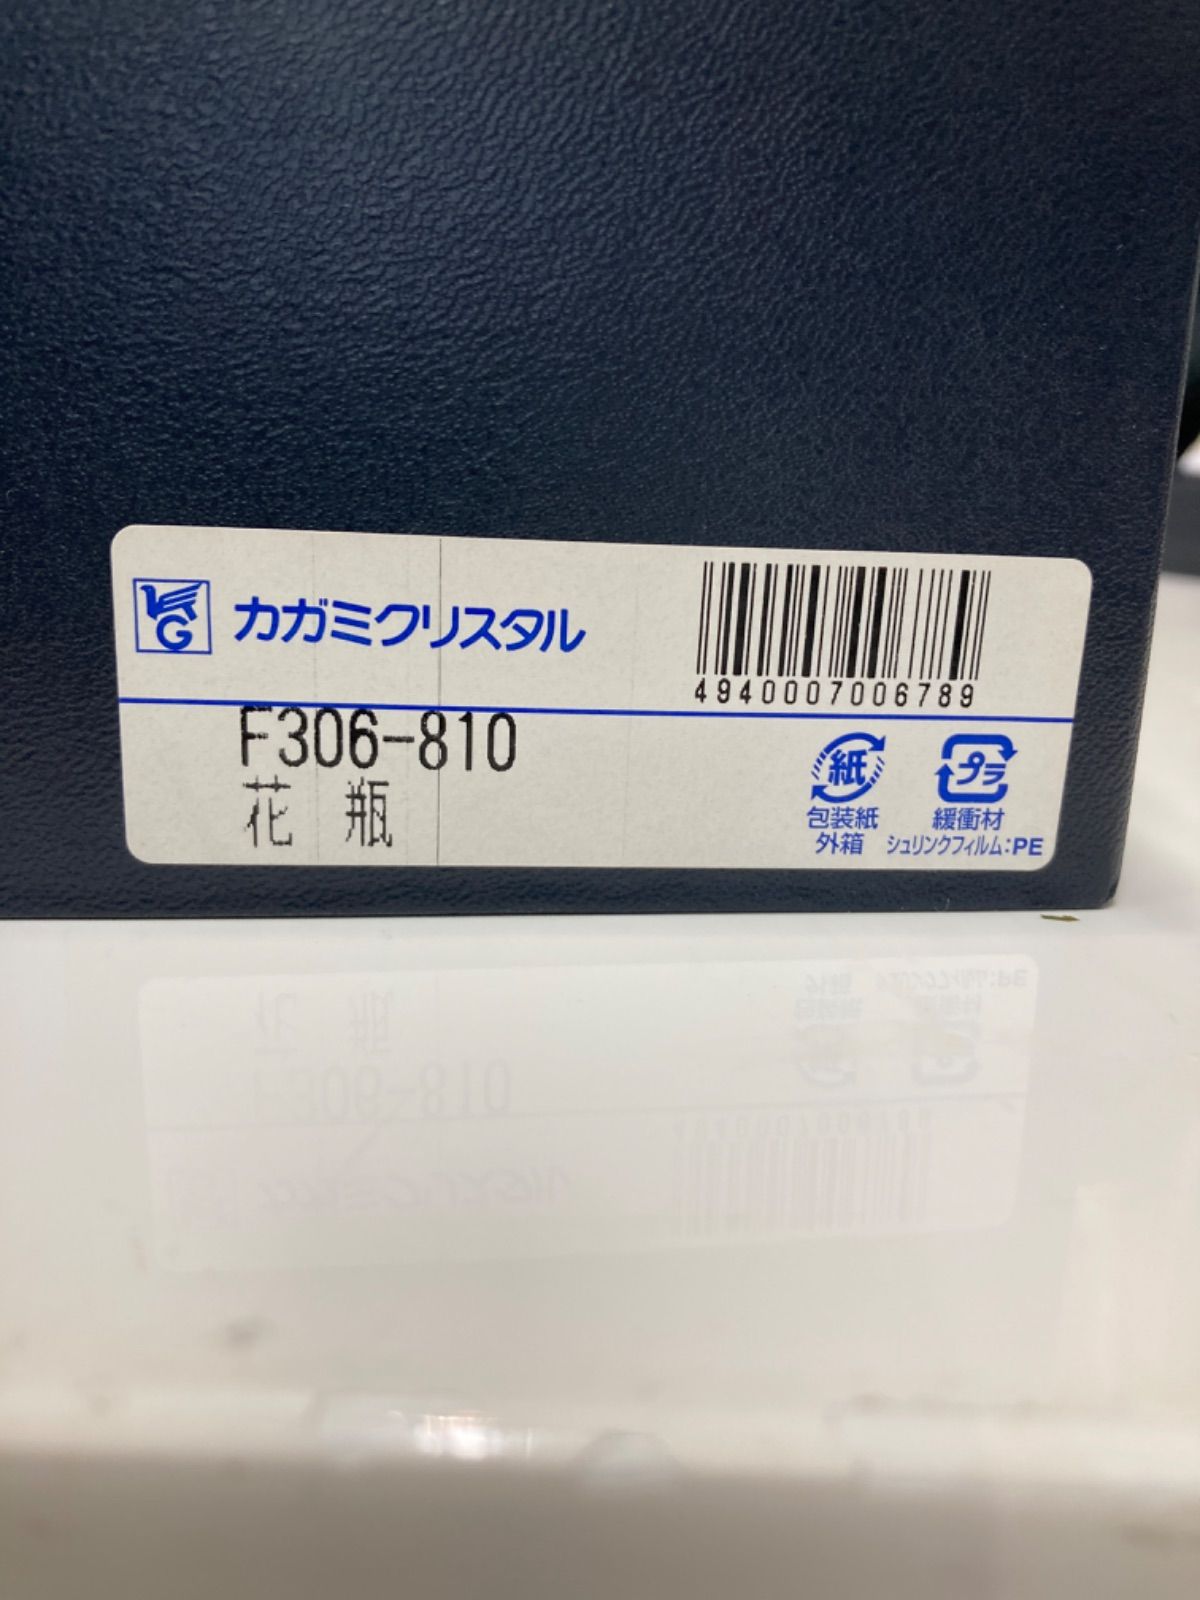 G カガミクリスタル
4940007006789
F306-810
花 瓶
紙 プラ
包装紙 緩衝材
外箱 シュリンクフィルム:PE